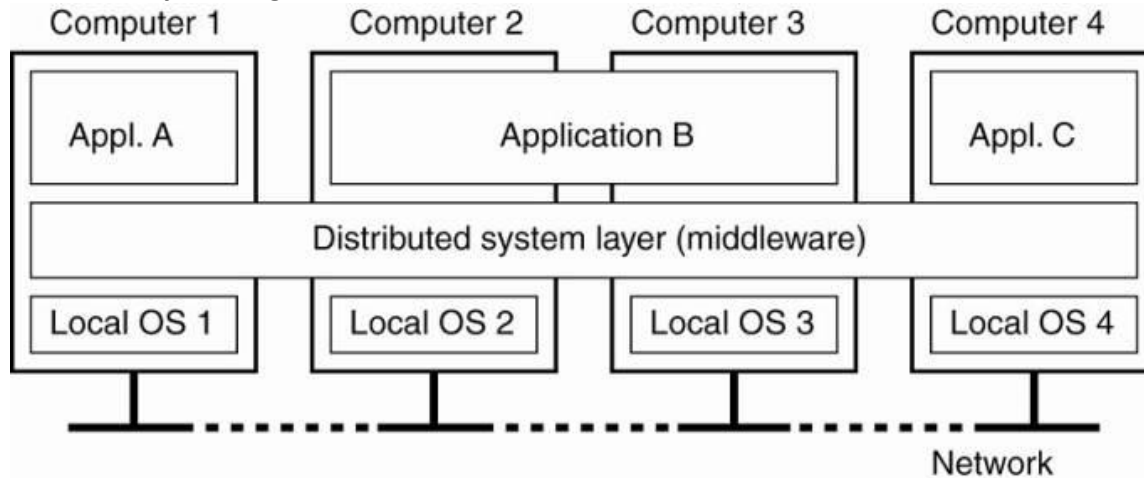 Computer 1 Computer 2 Computer 3 Computer 4
Appl. A Application B Appl. C
Distributed system layer (middleware)
Local OS 1 Local OS 2 Local OS 3 Local OS 4
Network